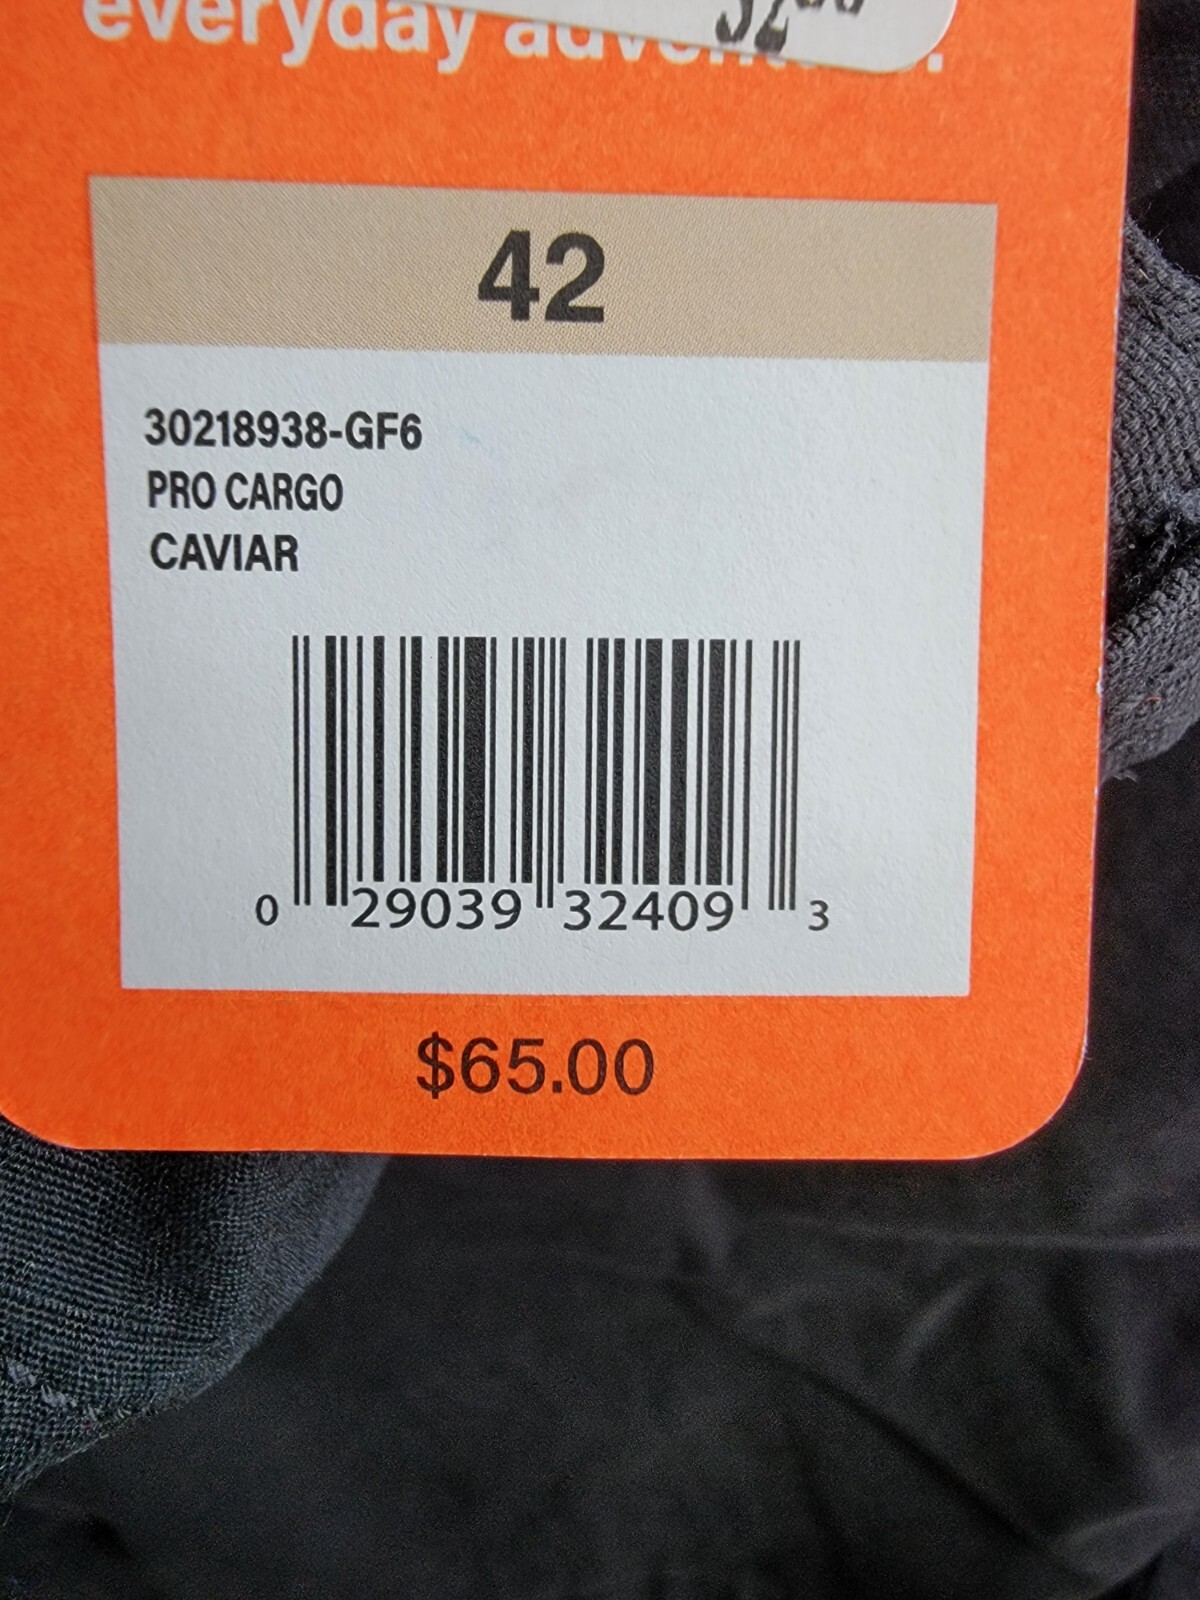 everyday
42
30218938-GF6
PRO CARGO
CAVIAR
0 29039 32409 3
$65.00